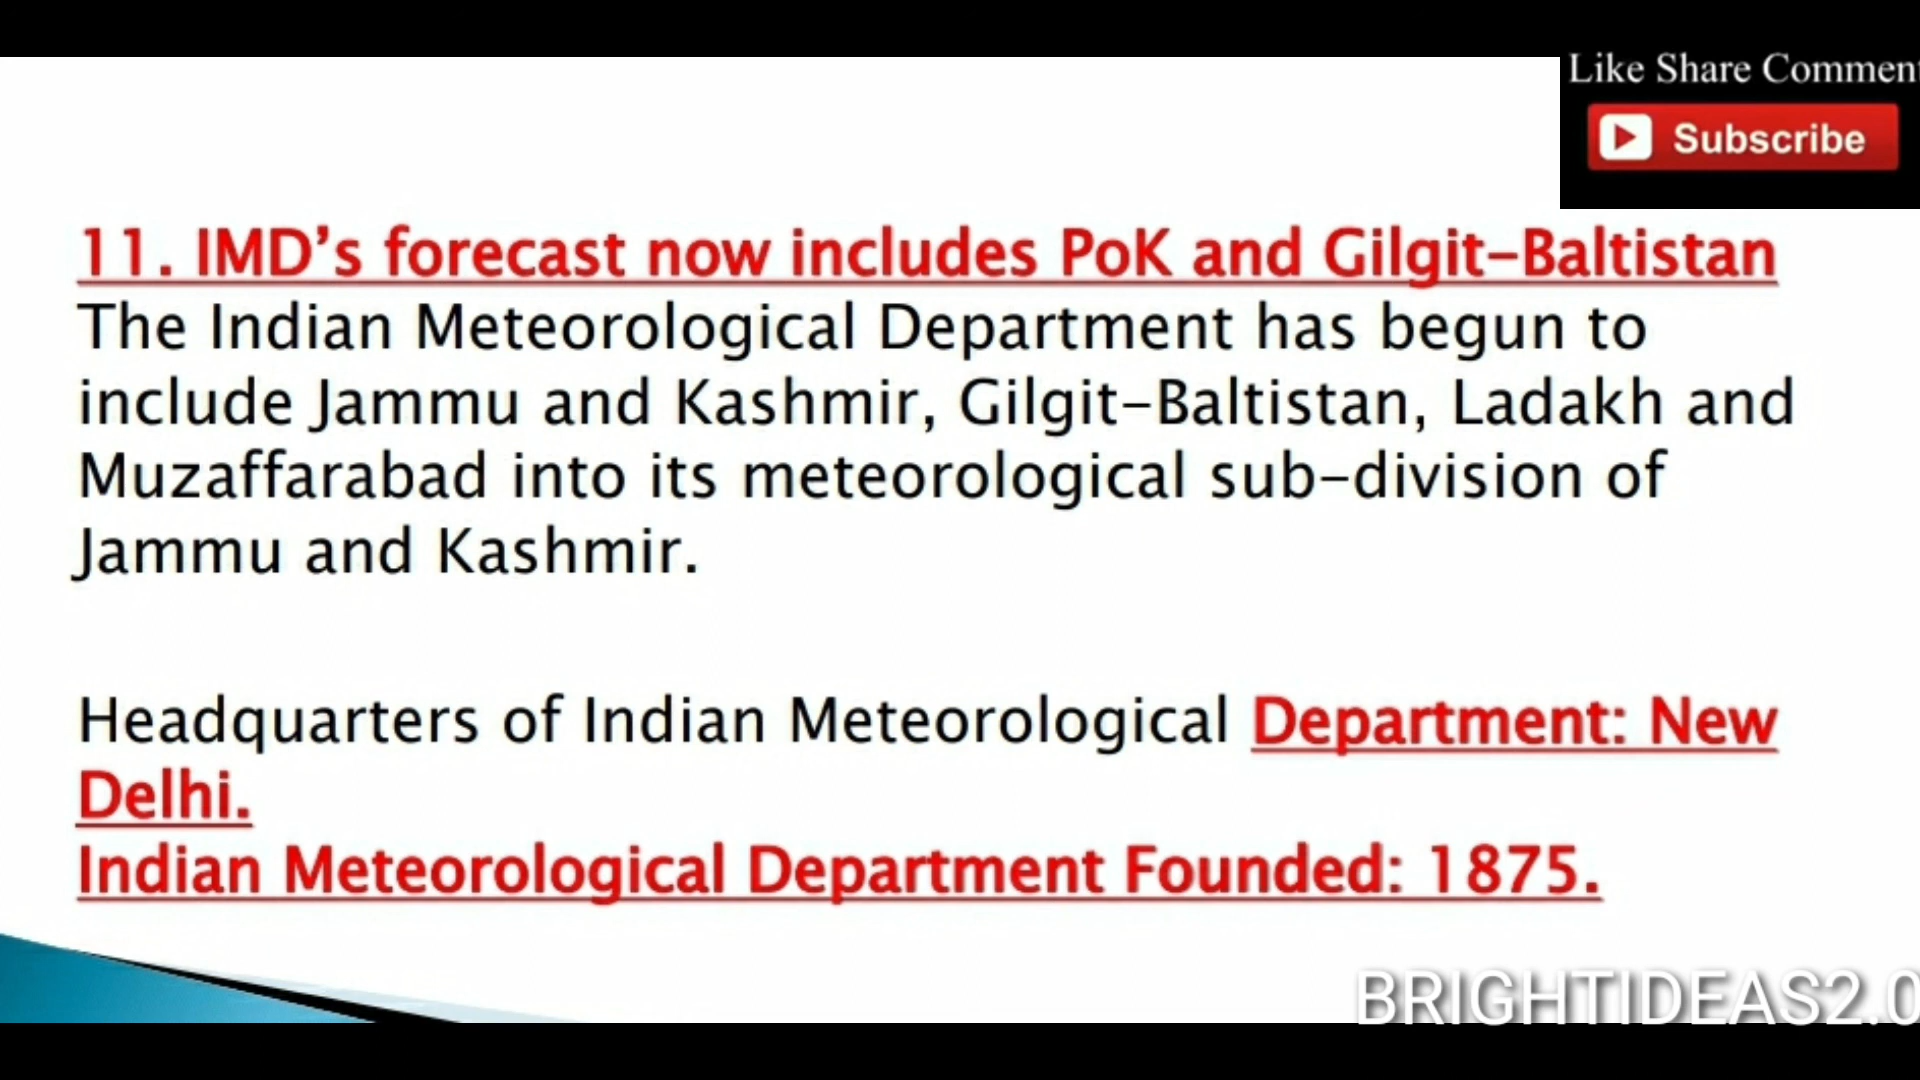 Like Share Comment
Subscribe
11. IMD’s forecast now includes PoK and Gilgit-Baltistan
The Indian Meteorological Department has begun to
include Jammu and Kashmir, Gilgit-Baltistan, Ladakh and
Muzaffarabad into its meteorological sub-division of
Jammu and Kashmir.
Headquarters of Indian Meteorological Department: New
Delhi.
Indian Meteorological Department Founded: 1875.
BRIGHTIDEAS2.0